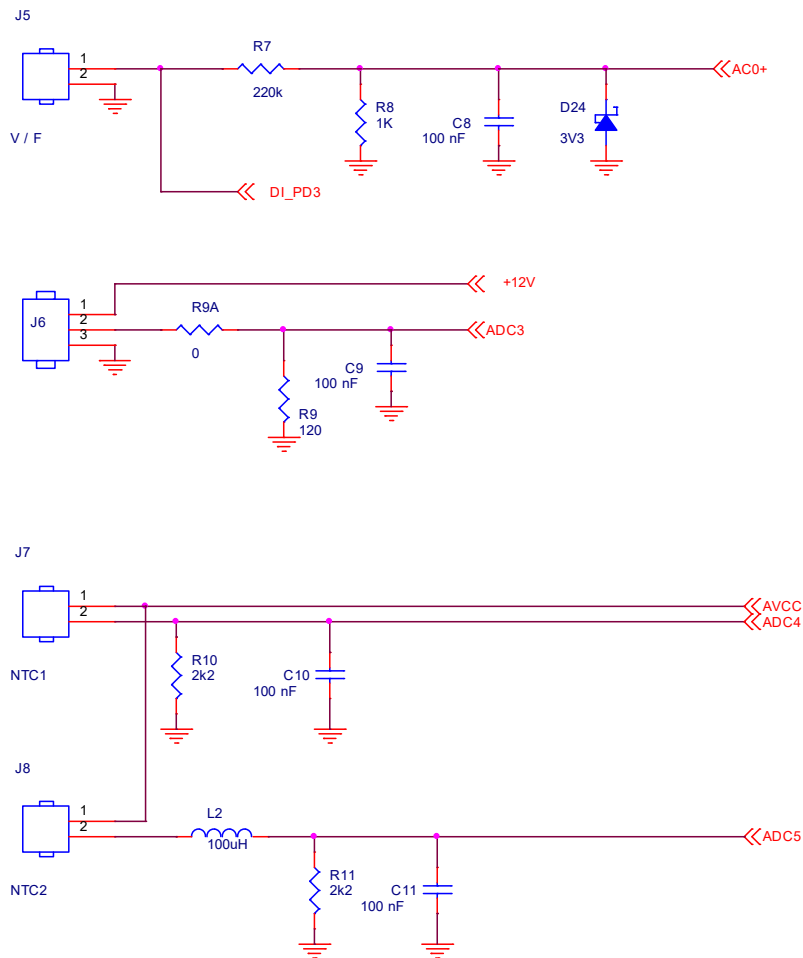 J5
1
2
V / F
R7
220k
R8
1K
C8
100 nF
D24
3V3
AC0+
DI_PD3
J6
1
2
3
R9A
0
+12V
ADC3
C9
100 nF
R9
120
J7
1
2
NTC1
AVCC
ADC4
R10
2k2
C10
100 nF
J8
1
2
NTC2
L2
100uH
ADC5
R11
2k2
C11
100 nF